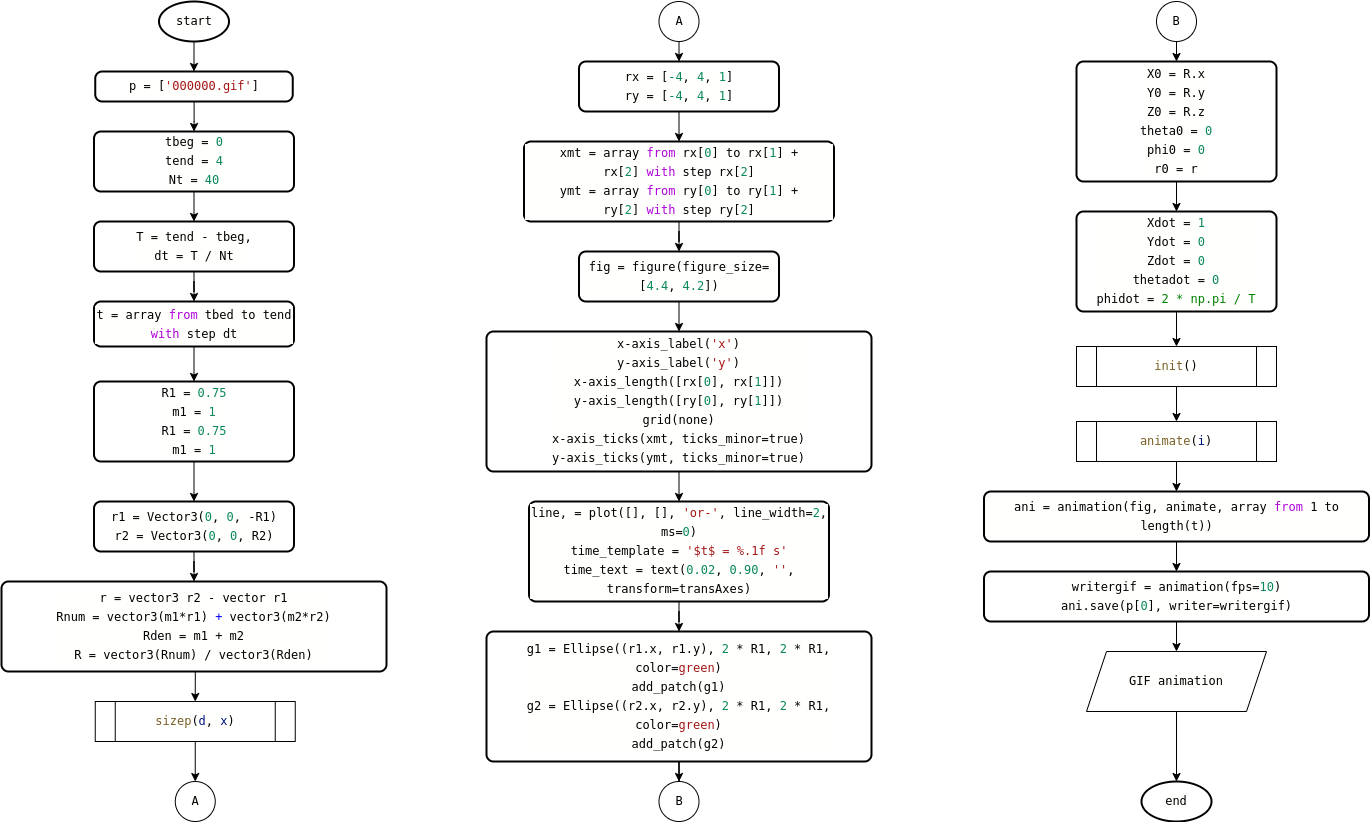 start
p = ['000000.gif']
tbeg = 0
tend = 4
Nt = 40
T = tend - tbeg,
dt = T / Nt
t = array from tbed to tend
with step dt
R1 = 0.75
m1 = 1
R1 = 0.75
m1 = 1
r1 = Vector3(0, 0, -R1)
r2 = Vector3(0, 0, R2)
r = vector3 r2 - vector r1
Rnum = vector3(m1*r1) + vector3(m2*r2)
Rden = m1 + m2
R = vector3(Rnum) / vector3(Rden)
sizep(d, x)
A
A
rx = [-4, 4, 1]
ry = [-4, 4, 1]
xmt = array from rx[0] to rx[1] +
rx[2] with step rx[2]
ymt = array from ry[0] to ry[1] +
ry[2] with step ry[2]
fig = figure(figure_size=
[4.4, 4.2])
x-axis_label('x')
y-axis_label('y')
x-axis_length([rx[0], rx[1]])
y-axis_length([ry[0], ry[1]])
grid(none)
x-axis_ticks(xmt, ticks_minor=true)
y-axis_ticks(ymt, ticks_minor=true)
line, = plot([], [], 'or-', line_width=2,
ms=0)
time_template = '$t$ = %.1f s'
time_text = text(0.02, 0.90, '',
transform=transAxes)
g1 = Ellipse((r1.x, r1.y), 2 * R1, 2 * R1,
color=green)
add_patch(g1)
g2 = Ellipse((r2.x, r2.y), 2 * R1, 2 * R1,
color=green)
add_patch(g2)
B
B
X0 = R.x
Y0 = R.y
Z0 = R.z
theta0 = 0
phi0 = 0
r0 = r
Xdot = 1
Ydot = 0
Zdot = 0
thetadot = 0
phidot = 2 * np.pi / T
init()
animate(i)
ani = animation(fig, animate, array from 1 to
length(t))
writergif = animation(fps=10)
ani.save(p[0], writer=writergif)
GIF animation
end